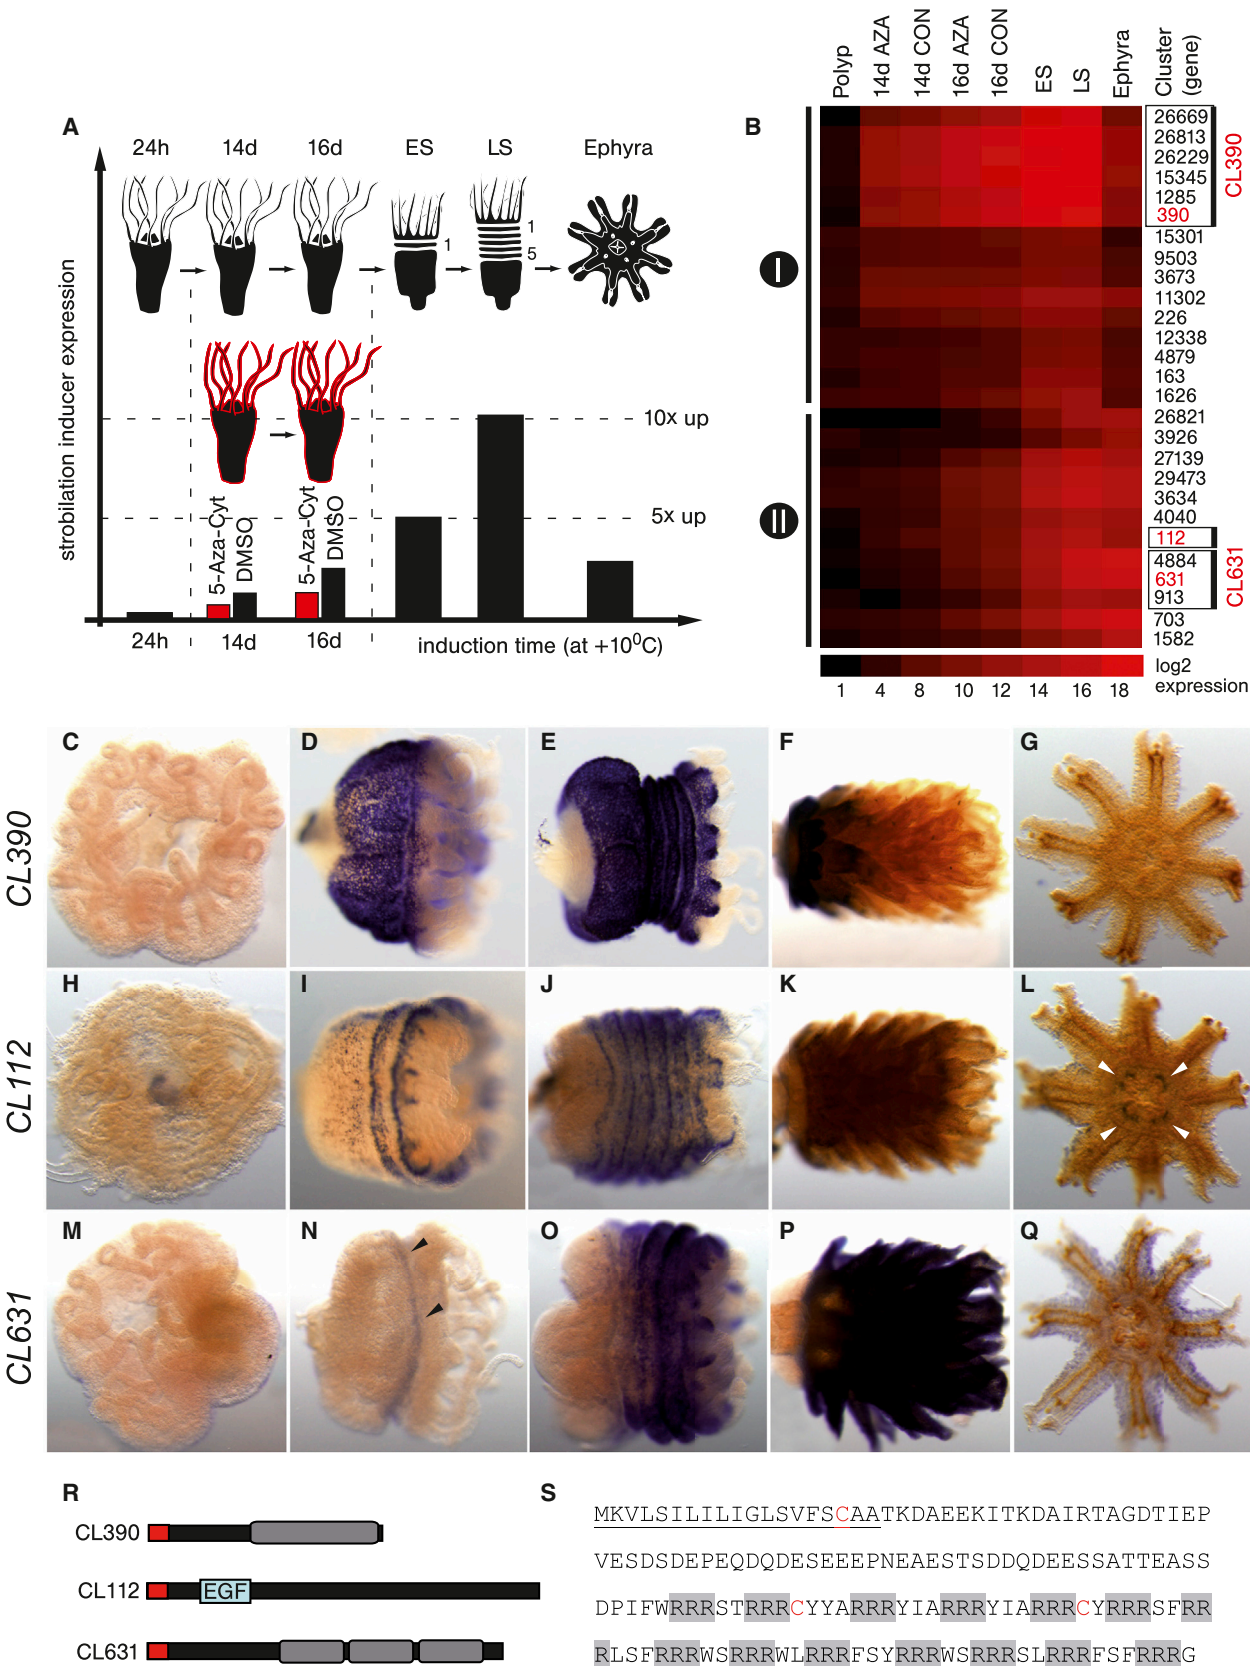 A
24h 14d 16d ES LS Ephyra
1
1
5
strobilation inducer expression
10x up
5x up
5-Aza-Cyt
DMSO
5-Aza-Cyt
DMSO
24h 14d 16d
induction time (at +10⁰C)
B
Polyp
14d AZA
14d CON
16d AZA
16d CON
ES
LS
Ephyra
Cluster
(gene)
I
II
26669
26813
26229
15345
1285
390
15301
9503
3673
11302
226
12338
4879
163
1626
26821
3926
27139
29473
3634
4040
112
4884
631
913
703
1582
CL390
CL631
log2
expression
1 4 8 10 12 14 16 18
CL390
C D E F G
CL112
H I J K L
CL631
M N O P Q
R
CL390
CL112 EGF
CL631
S
MKVLSILILIGLSVFSCAATKDAEEKITKDAIRTAGDTIEP
VESDSDEPEQDQDESEEEPNEAESTSDDQDEESSATTEASS
DPIFWRRRSTRRRCYYARRRYIARRRYIARRRCYRRRSFRR
RLSFRRRWSRRRWLRRRFSYRRRWSRRRSLRRRFSFRRRG